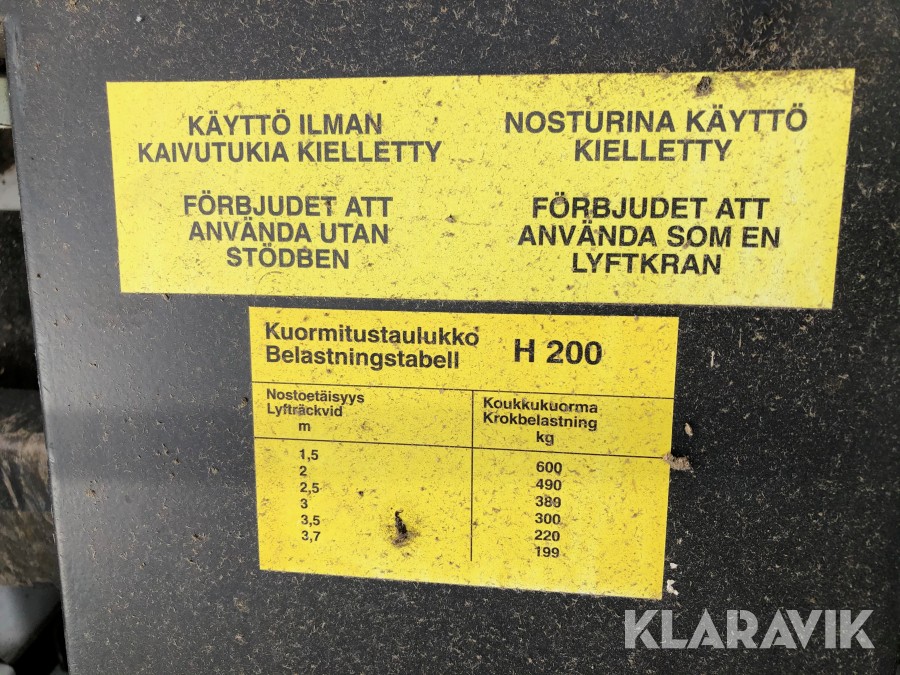 KÄYTTÖ ILMAN
KAIVUTUKIA KIELLETTY
FÖRBJUDET ATT
ANVÄNDA UTAN
STÖDBEN
NOSTURINA KÄYTTÖ
KIELLETTY
FÖRBJUDET ATT
ANVÄNDA SOM EN
LYFTKRAN
Kuormitustaulukko
Belastningstabell
H 200
Nostoetäisyys
Lyfträckvid
m
Koukkukuorma
Krokbelastning
kg
1,5 600
2 490
2,5 380
3 300
3,5 220
3,7 199
KLARAVIK